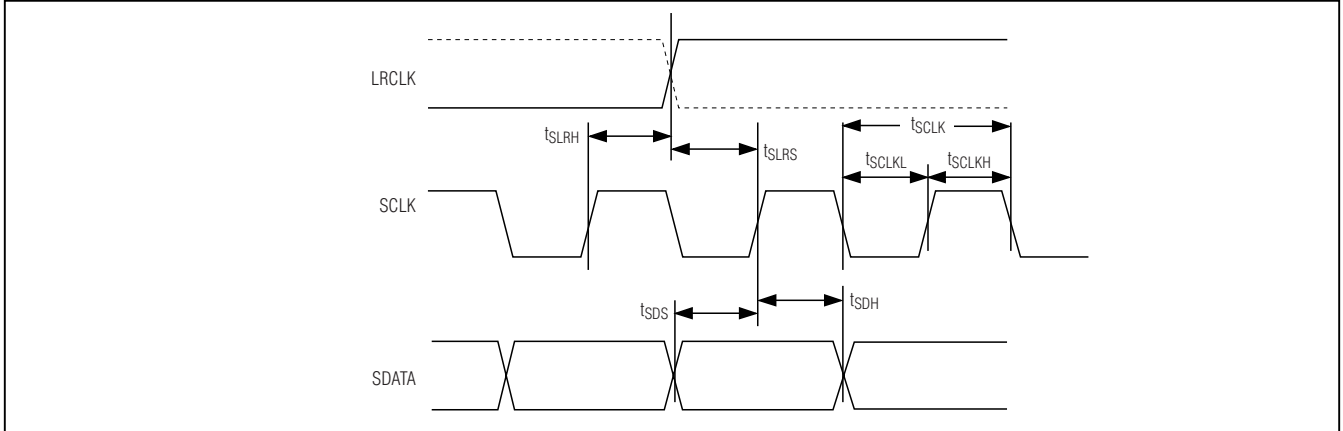 LRCLK
tSLRH
tSLRS
tSCLK
tSCLKL
tSCLKH
SCLK
tSDS
tSDH
SDATA